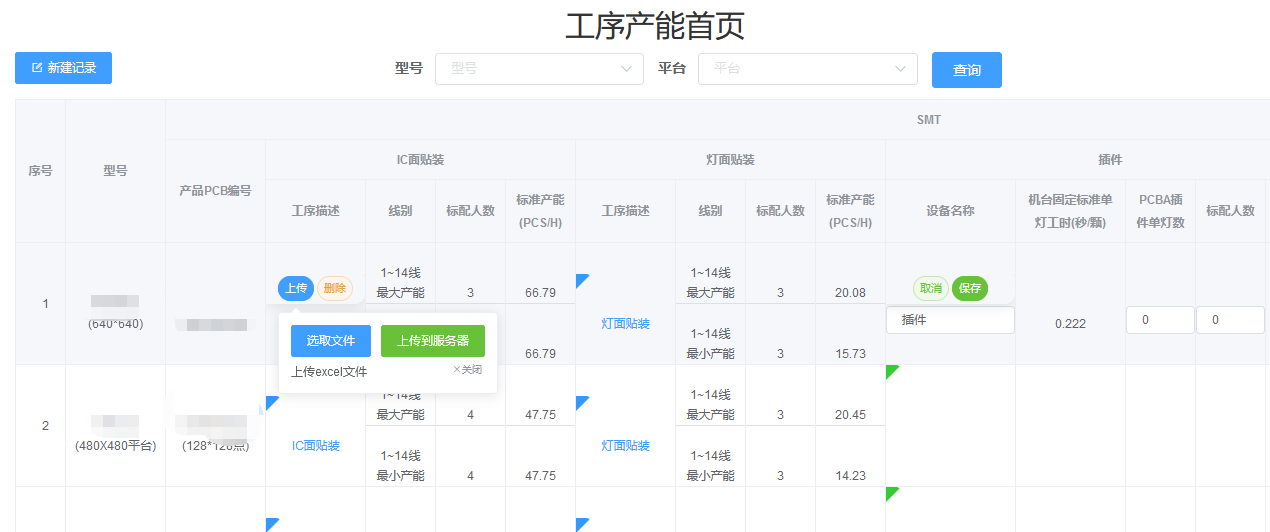 工序产能首页
新建记录 型号 型号 平台 平台 查询
SMT
IC面贴装 灯面贴装 插件
序号 型号 产品PCB编号
工序描述 线别 标配人数 标准产能 工序描述 线别 标配人数 标准产能 设备名称 机台固定标准单 PCBA插 标配人数
(PCS/H) (PCS/H) 灯工时(秒/颗) 件单灯数
1~14线 1~14线
上传 删除 取消 保存
最大产能 3 66.79 最大产能 3 20.08
1
(640*640) 灯面贴装 插件 0.222 0 0
1~14线
选取文件 上传到服务器
66.79 最小产能 3 15.73
上传excel文件 ×关闭
1~14线 1~14线
最大产能 4 47.75 最大产能 3 20.45
2
(480X480平台) IC面贴装 灯面贴装
1~14线 1~14线
最小产能 4 47.75 最小产能 3 14.23